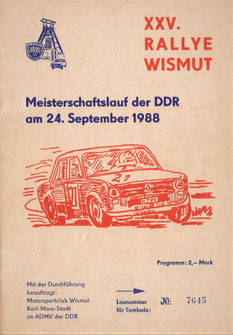 XXV.
RALLYE
WISMUT
Meisterschaftslauf der DDR
am 24. September 1988
27
Programm: 2,– Mark
Mit der Durchführung
beauftragt:
Motorsportclub Wismut
Karl-Marx-Stadt
im ADMV der DDR
Losnummer
für Tombola:
№ 7645